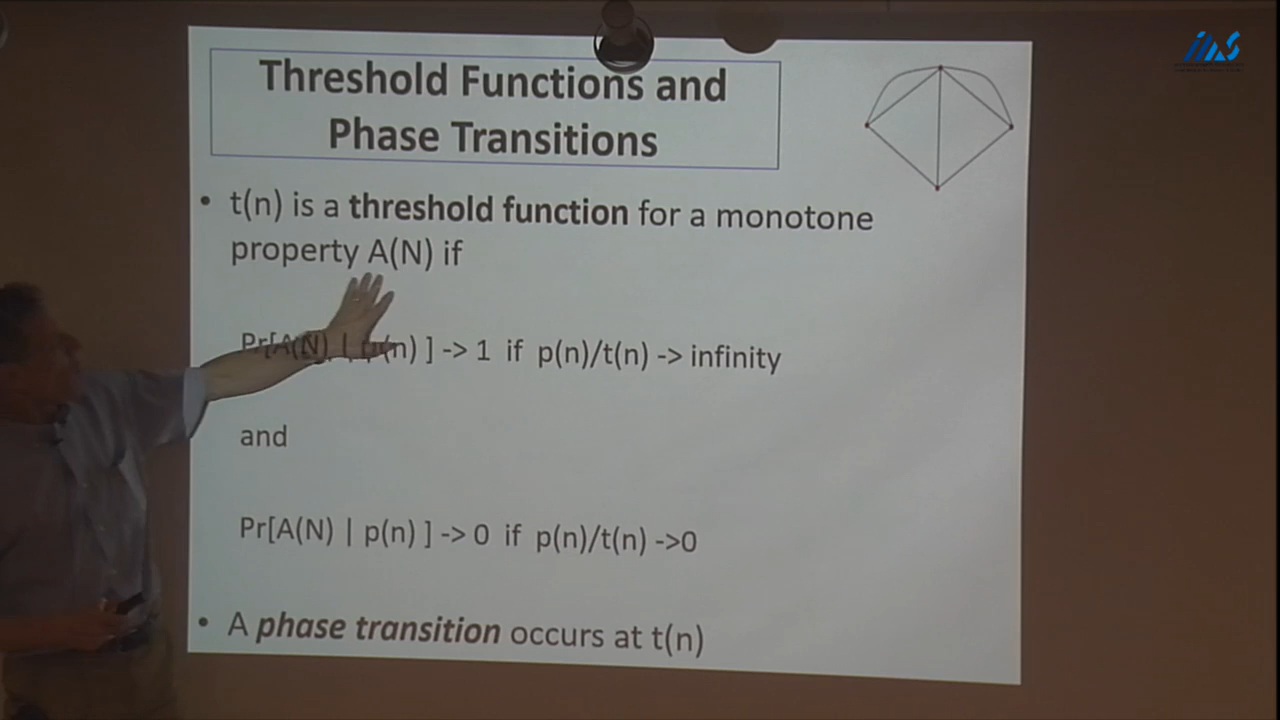 Threshold Functions and
Phase Transitions
• t(n) is a threshold function for a monotone
property A(N) if
Pr[A(N) | p(n) ] -> 1 if p(n)/t(n) -> infinity
and
Pr[A(N) | p(n) ] -> 0 if p(n)/t(n) ->0
• A phase transition occurs at t(n)